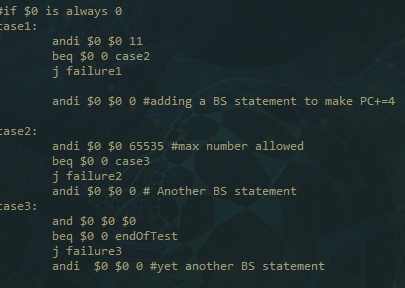 #if $0 is always 0
case1:
andi $0 $0 11
beq $0 0 case2
j failure1
andi $0 $0 0 #adding a BS statement to make PC+=4
case2:
andi $0 $0 65535 #max number allowed
beq $0 0 case3
j failure2
andi $0 $0 0 # Another BS statement
case3:
and $0 $0 $0
beq $0 0 endOfTest
j failure3
andi  $0 $0 0 #yet another BS statement